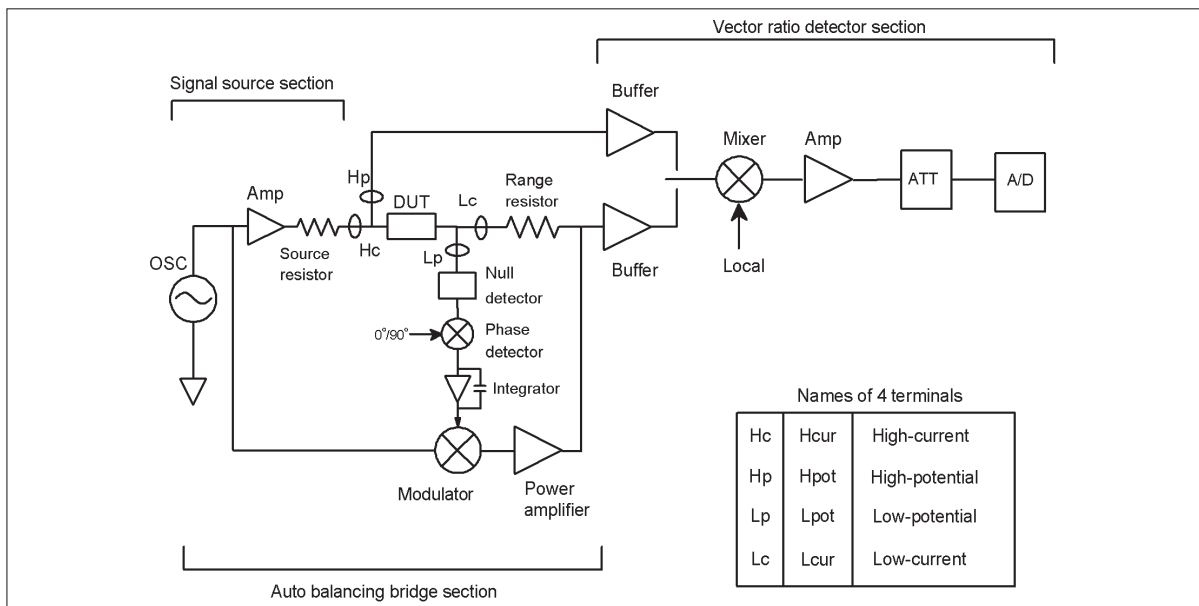 Vector ratio detector section
Signal source section
Buffer
Mixer
Amp
ATT
A/D
Hp
Amp
DUT
Lc
Range
resistor
Hc
Source
resistor
Lp
Buffer
Local
OSC
Null
detector
0°/90°
Phase
detector
Integrator
Modulator
Power
amplifier
Auto balancing bridge section
Names of 4 terminals
Hc Hcur High-current
Hp Hpot High-potential
Lp Lpot Low-potential
Lc Lcur Low-current